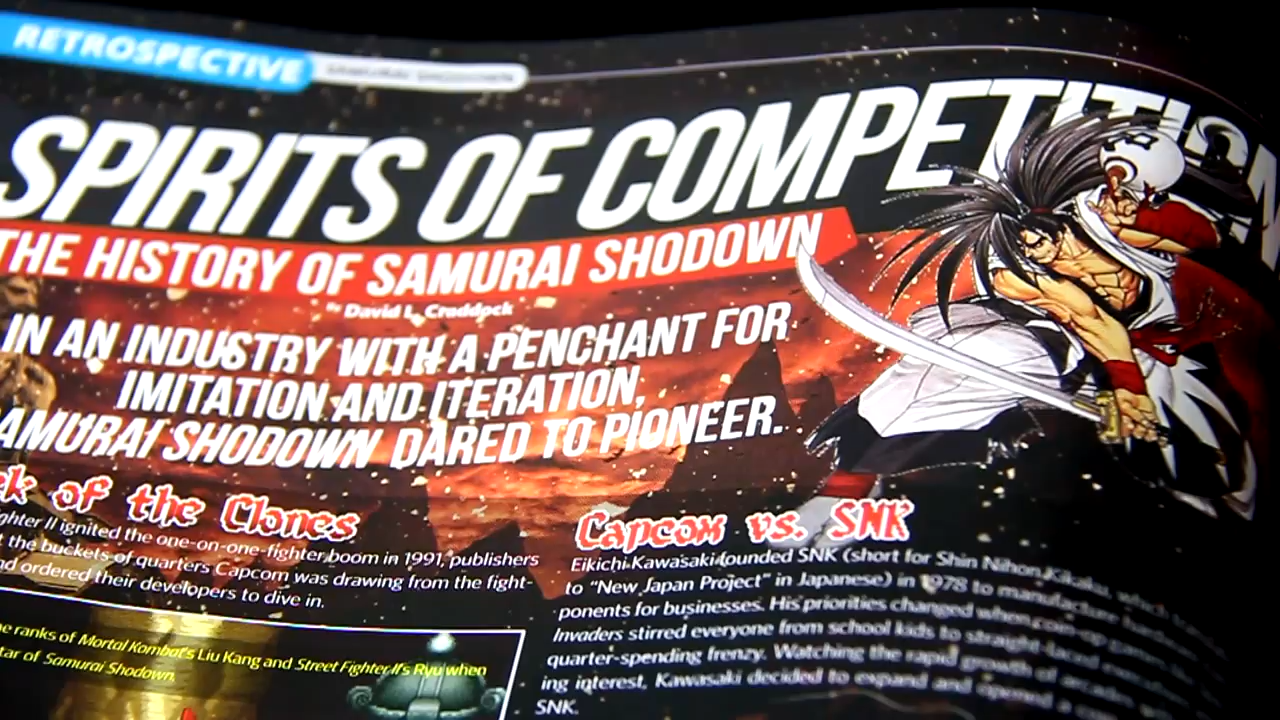 RETROSPECTIVE SAMURAI SHODOWN
SPIRITS OF COMPETITION
THE HISTORY OF SAMURAI SHODOWN
By David L. Craddock
IN AN INDUSTRY WITH A PENCHANT FOR
IMITATION AND ITERATION,
AMURAI SHODOWN DARED TO PIONEER.
ek of the Clones
ghter II ignited the one-on-one-fighter boom in 1991, publishers
t the buckets of quarters Capcom was drawing from the fight-
nd ordered their developers to dive in.
e ranks of Mortal Kombat's Liu Kang and Street Fighter II's Ryu when
tar of Samurai Shodown.
Capcom vs. SNK
Eikichi Kawasaki founded SNK (short for Shin Nihon Kikaku, which
to "New Japan Project" in Japanese) in 1978 to manufacture
ponents for businesses. His priorities changed when coin-op games
Invaders stirred everyone from school kids to straight-laced
quarter-spending frenzy. Watching the rapid growth of arcades
ing interest, Kawasaki decided to expand and opened a
SNK.